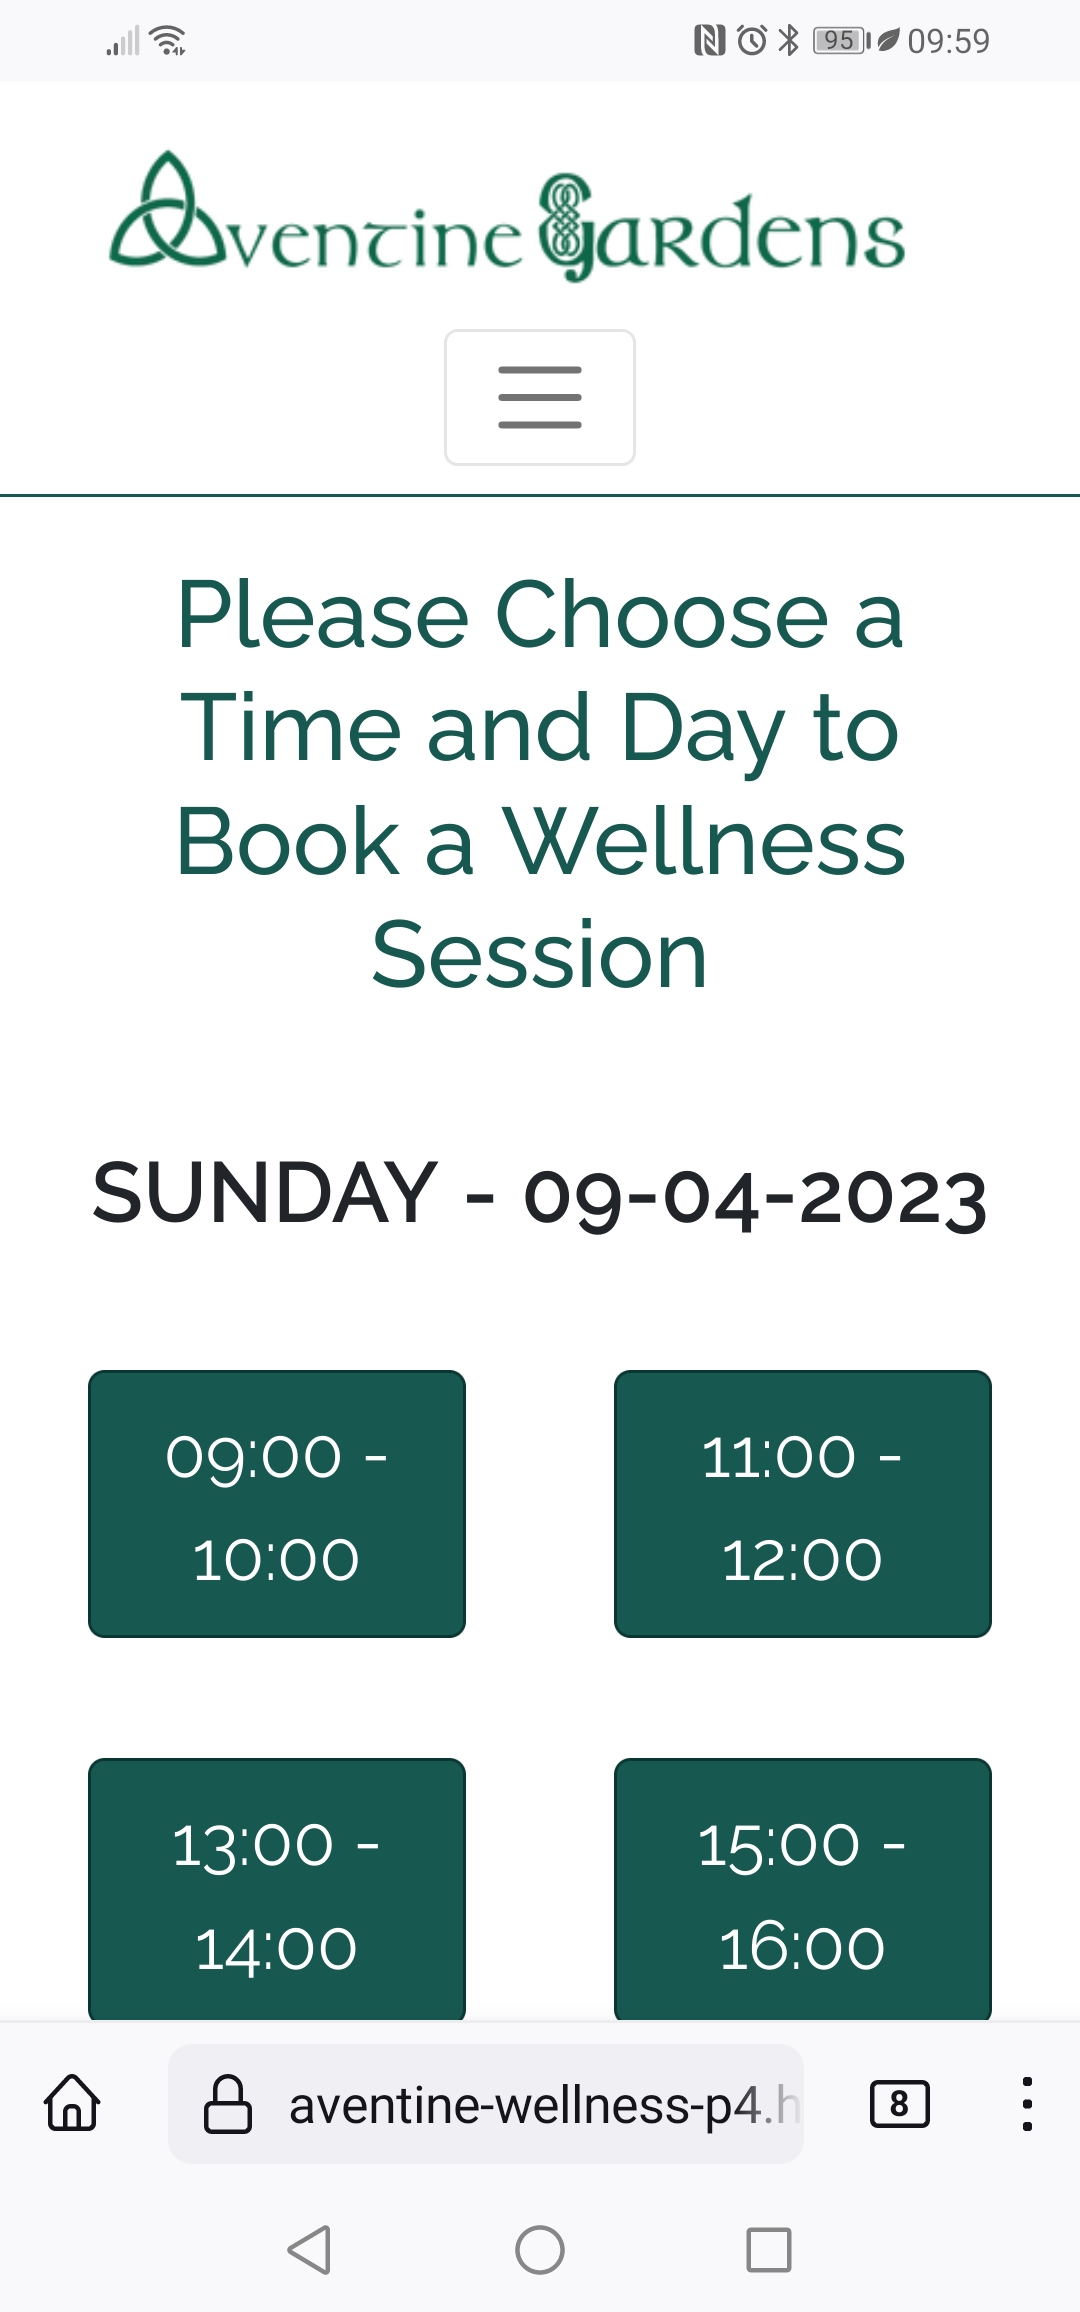 95 09:59
Aventine Gardens
Please Choose a
Time and Day to
Book a Wellness
Session
SUNDAY - 09-04-2023
09:00 -
10:00
11:00 -
12:00
13:00 -
14:00
15:00 -
16:00
aventine-wellness-p4.h
8